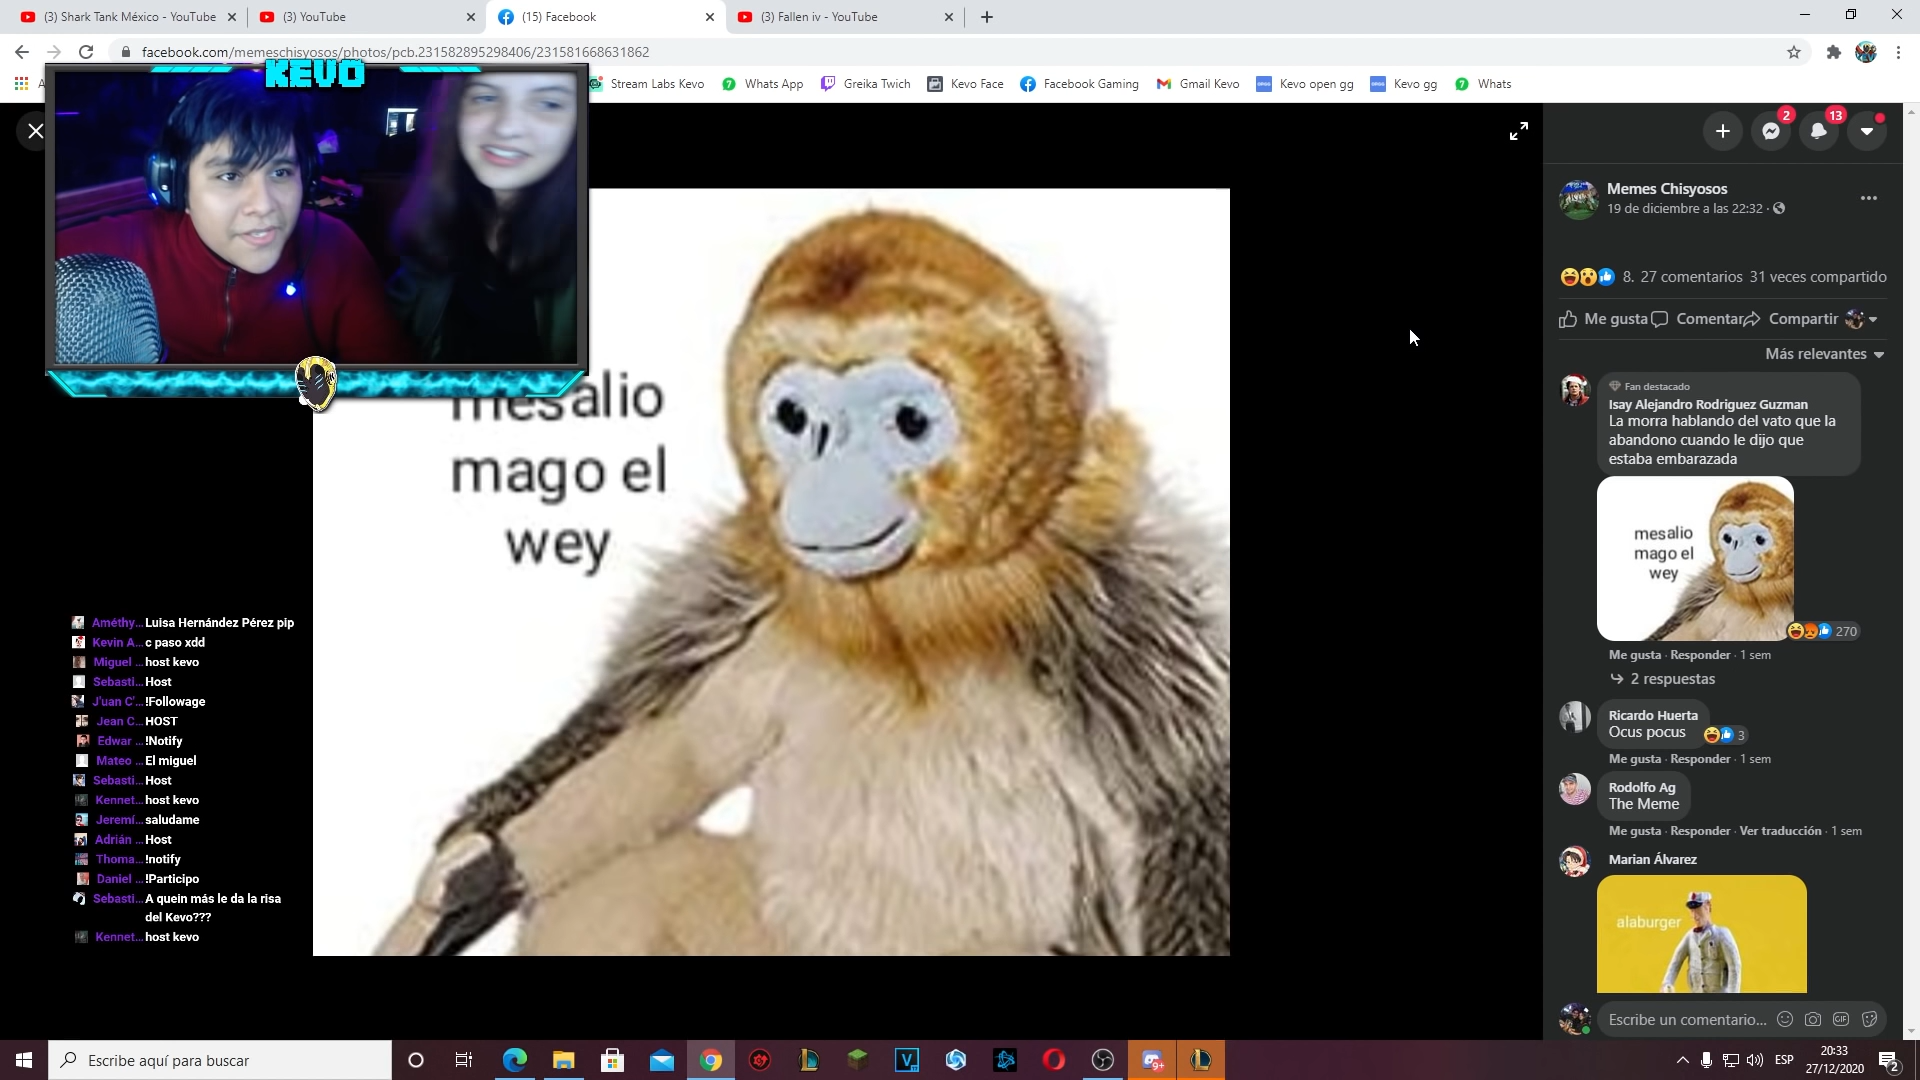 (3) Shark Tank México - YouTube
(3) YouTube
(15) Facebook
(3) Fallen iv - YouTube
facebook.com/memeschisyosos/photos/pcb.231582895298406/231581668631862
A
Stream Labs Kevo
Whats App
Greika Twich
Kevo Face
Facebook Gaming
Gmail Kevo
Kevo open gg
Kevo gg
Whats
KEVO
mesalio
mago el
wey
Améthy... Luisa Hernández Pérez pip
Kevin A... c paso xdd
Miguel ... host kevo
Sebasti... Host
J'uan C'... !Followage
Jean C... HOST
Edwar ... !Notify
Mateo ... El miguel
Sebasti... Host
Kennet... host kevo
Jeremí... saludame
Adrián ... Host
Thoma... !notify
Daniel ... !Participo
Sebasti... A quein más le da la risa
del Kevo???
Kennet... host kevo
2
13
Memes Chisyosos
19 de diciembre a las 22:32 ·
8. 27 comentarios 31 veces compartido
Me gusta Comentar Compartir
Más relevantes
Fan destacado
Isay Alejandro Rodriguez Guzman
La morra hablando del vato que la
abandono cuando le dijo que
estaba embarazada
mesalio
mago el
wey
270
Me gusta · Responder · 1 sem
2 respuestas
Ricardo Huerta
Ocus pocus
3
Me gusta · Responder · 1 sem
Rodolfo Ag
The Meme
Me gusta · Responder · Ver traducción · 1 sem
Marian Álvarez
alaburger
Escribe un comentario...
GIF
Escribe aquí para buscar
9+
ESP
20:33
27/12/2020
2